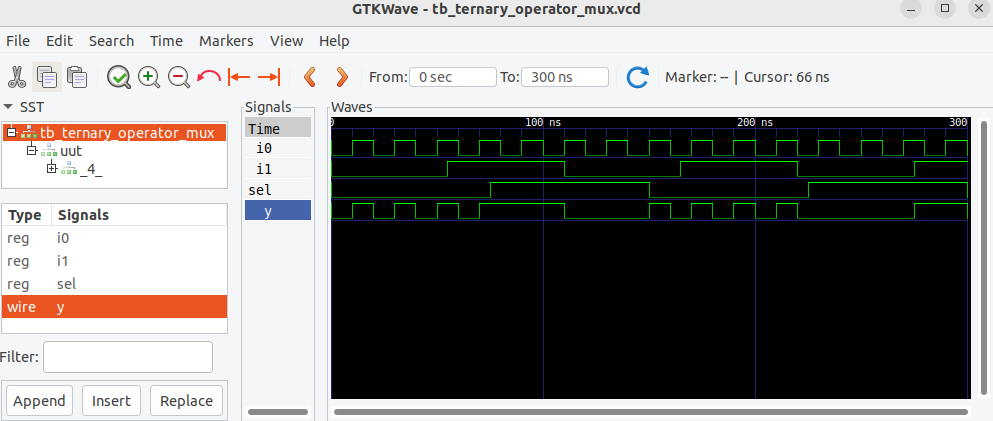 GTKWave - tb_ternary_operator_mux.vcd
File Edit Search Time Markers View Help
From: 0 sec To: 300 ns Marker: -- | Cursor: 66 ns
SST
tb_ternary_operator_mux
uut
_4_
Type Signals
reg i0
reg i1
reg sel
wire y
Filter:
Append Insert Replace
Signals
Time
i0
i1
sel
y
Waves
0 100 ns 200 ns 300